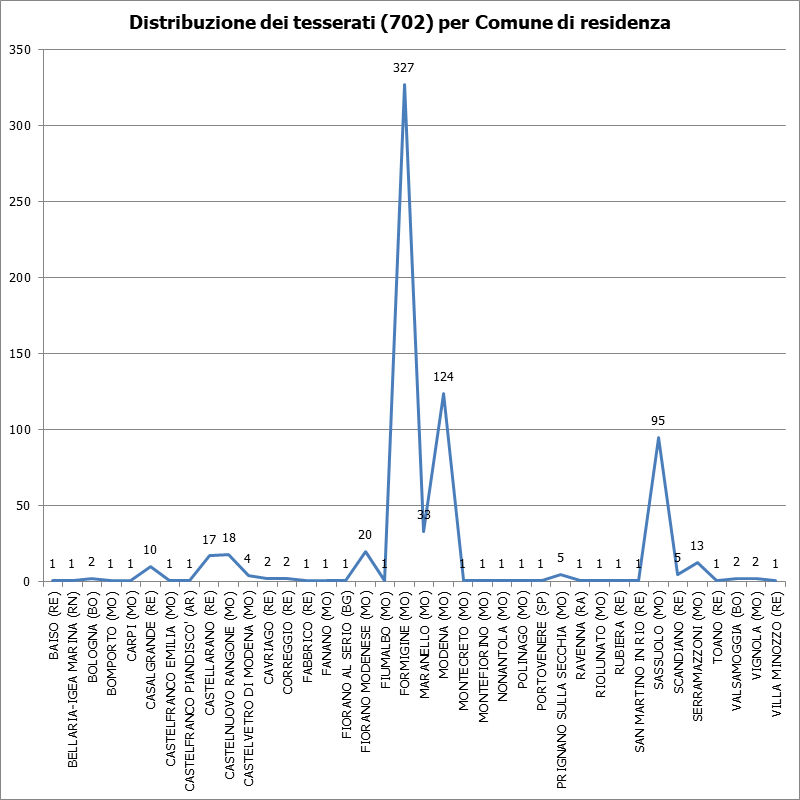 Distribuzione dei tesserati (702) per Comune di residenza
350
300
250
200
150
100
50
0
1
1
2
1
1
10
1
1
17
18
4
2
2
1
1
1
20
1
327
33
124
1
1
1
1
1
5
1
1
1
1
95
5
13
1
2
2
1
BAISO (RE)
BELLARIA-IGEA MARINA (RN)
BOLOGNA (BO)
BOMPORTO (MO)
CARPI (MO)
CASALGRANDE (RE)
CASTELFRANCO EMILIA (MO)
CASTELFRANCO PIANDISCO' (AR)
CASTELLARANO (RE)
CASTELNUOVO RANGONE (MO)
CASTELVETRO DI MODENA (MO)
CAVRIAGO (RE)
CORREGGIO (RE)
FABBRICO (RE)
FANANO (MO)
FIORANO AL SERIO (BG)
FIORANO MODENESE (MO)
FIUMALBO (MO)
FORMIGINE (MO)
MARANELLO (MO)
MODENA (MO)
MONTECRETO (MO)
MONTEFIORINO (MO)
NONANTOLA (MO)
POLINAGO (MO)
PORTOVENERE (SP)
PRIGNANO SULLA SECCHIA (MO)
RAVENNA (RA)
RIOLUNATO (MO)
RUBIERA (RE)
SAN MARTINO IN RIO (RE)
SASSUOLO (MO)
SCANDIANO (RE)
SERRAMAZZONI (MO)
TOANO (RE)
VALSAMOGGIA (BO)
VIGNOLA (MO)
VILLA MINOZZO (RE)